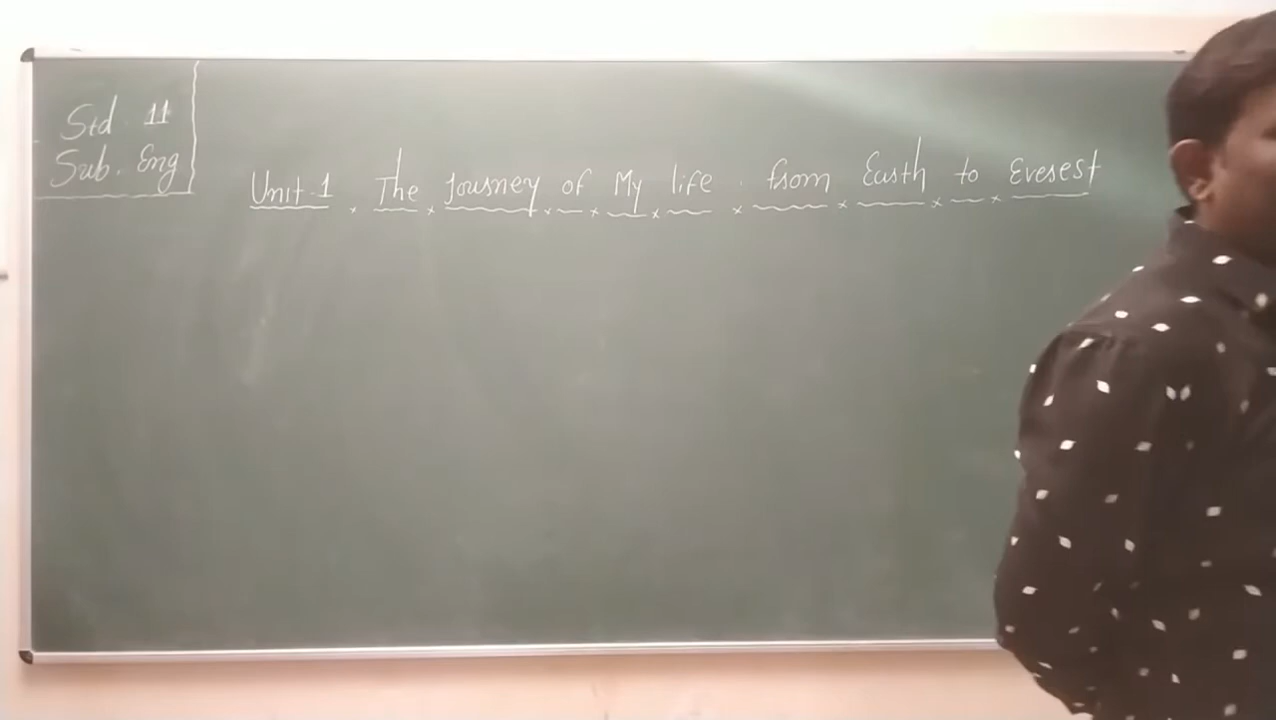 Std. 11
Sub. Eng
Unit-1 The Journey of My life. from Earth to Everest